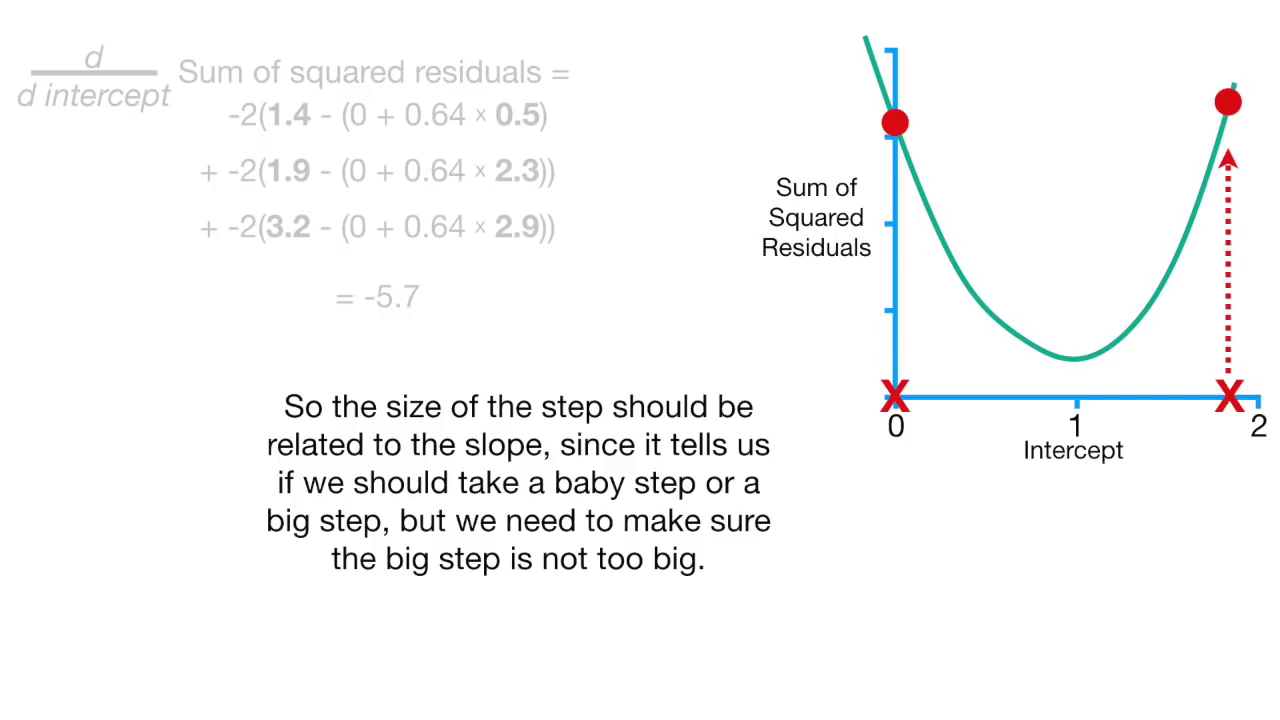 d
d intercept
Sum of squared residuals =
-2(1.4 - (0 + 0.64 x 0.5)
+ -2(1.9 - (0 + 0.64 x 2.3))
+ -2(3.2 - (0 + 0.64 x 2.9))
= -5.7
So the size of the step should be
related to the slope, since it tells us
if we should take a baby step or a
big step, but we need to make sure
the big step is not too big.
Sum of
Squared
Residuals
X X
0 1 2
Intercept